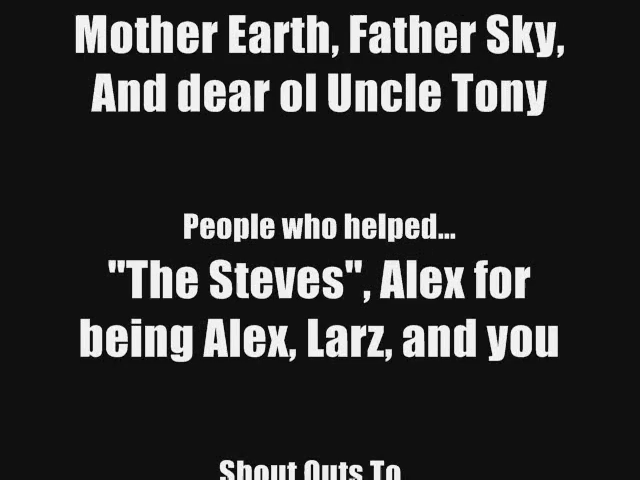 Mother Earth, Father Sky,
And dear ol Uncle Tony
People who helped...
"The Steves", Alex for
being Alex, Larz, and you
Shout Outs To